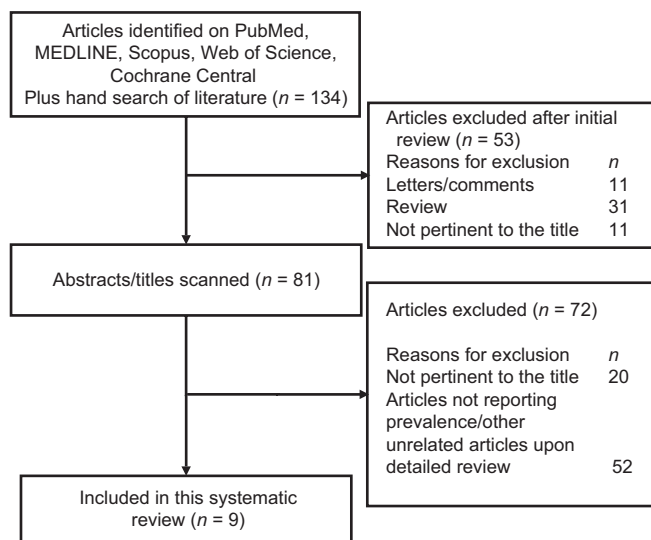 Articles identified on PubMed,
MEDLINE, Scopus, Web of Science,
Cochrane Central
Plus hand search of literature (n = 134)
Articles excluded after initial
review (n = 53)
Reasons for exclusion n
Letters/comments 11
Review 31
Not pertinent to the title 11
Abstracts/titles scanned (n = 81)
Articles excluded (n = 72)
Reasons for exclusion n
Not pertinent to the title 20
Articles not reporting
prevalence/other
unrelated articles upon
detailed review 52
Included in this systematic
review (n = 9)